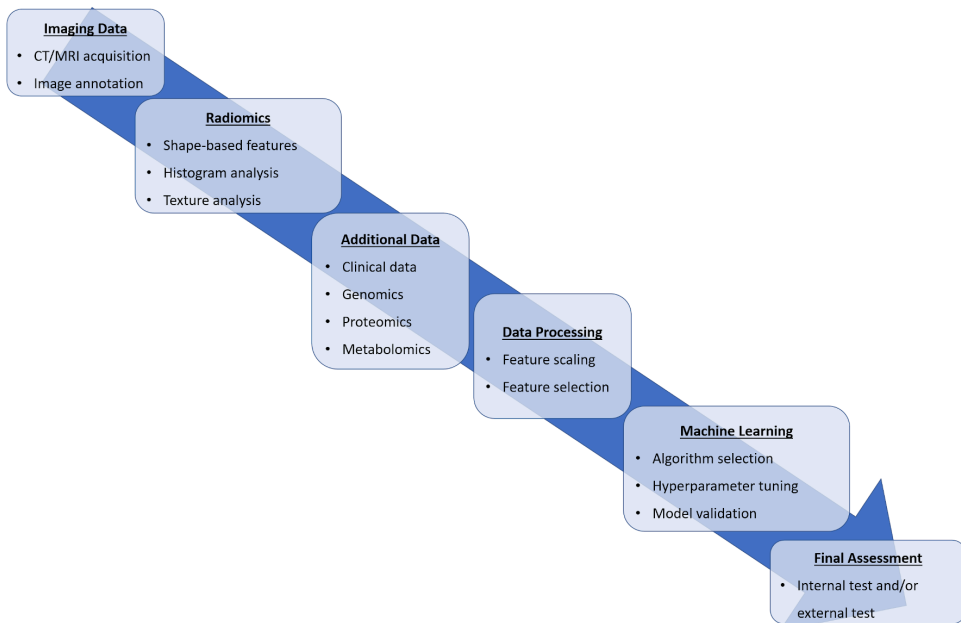 Imaging Data
• CT/MRI acquisition
• Image annotation
Radiomics
• Shape-based features
• Histogram analysis
• Texture analysis
Additional Data
• Clinical data
• Genomics
• Proteomics
• Metabolomics
Data Processing
• Feature scaling
• Feature selection
Machine Learning
• Algorithm selection
• Hyperparameter tuning
• Model validation
Final Assessment
• Internal test and/or
external test